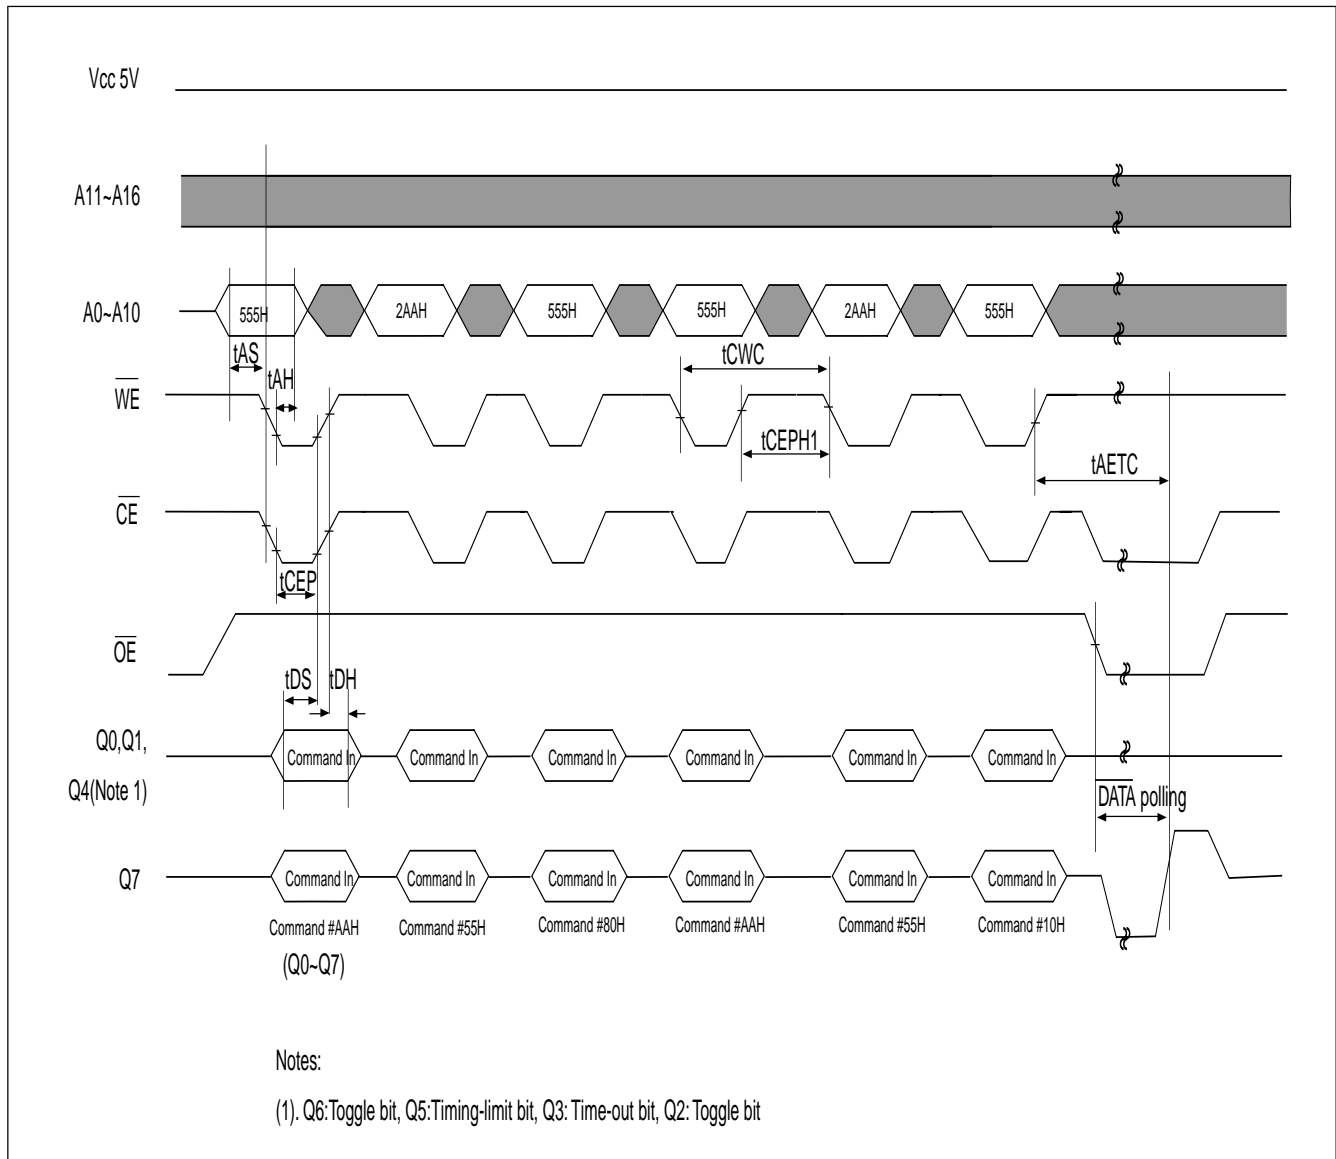 Vcc 5V
A11~A16
A0~A10
555H 2AAH 555H 555H 2AAH 555H
tAS
tAH
tCWC
WE
tCEPH1
tAETC
CE
tCEP
OE
tDS tDH
Q0,Q1,
Q4(Note 1)
Command In Command In Command In Command In Command In Command In
DATA polling
Q7
Command In Command In Command In Command In Command In Command In
Command #AAH Command #55H Command #80H Command #AAH Command #55H Command #10H
(Q0~Q7)
Notes:
(1). Q6:Toggle bit, Q5:Timing-limit bit, Q3: Time-out bit, Q2: Toggle bit